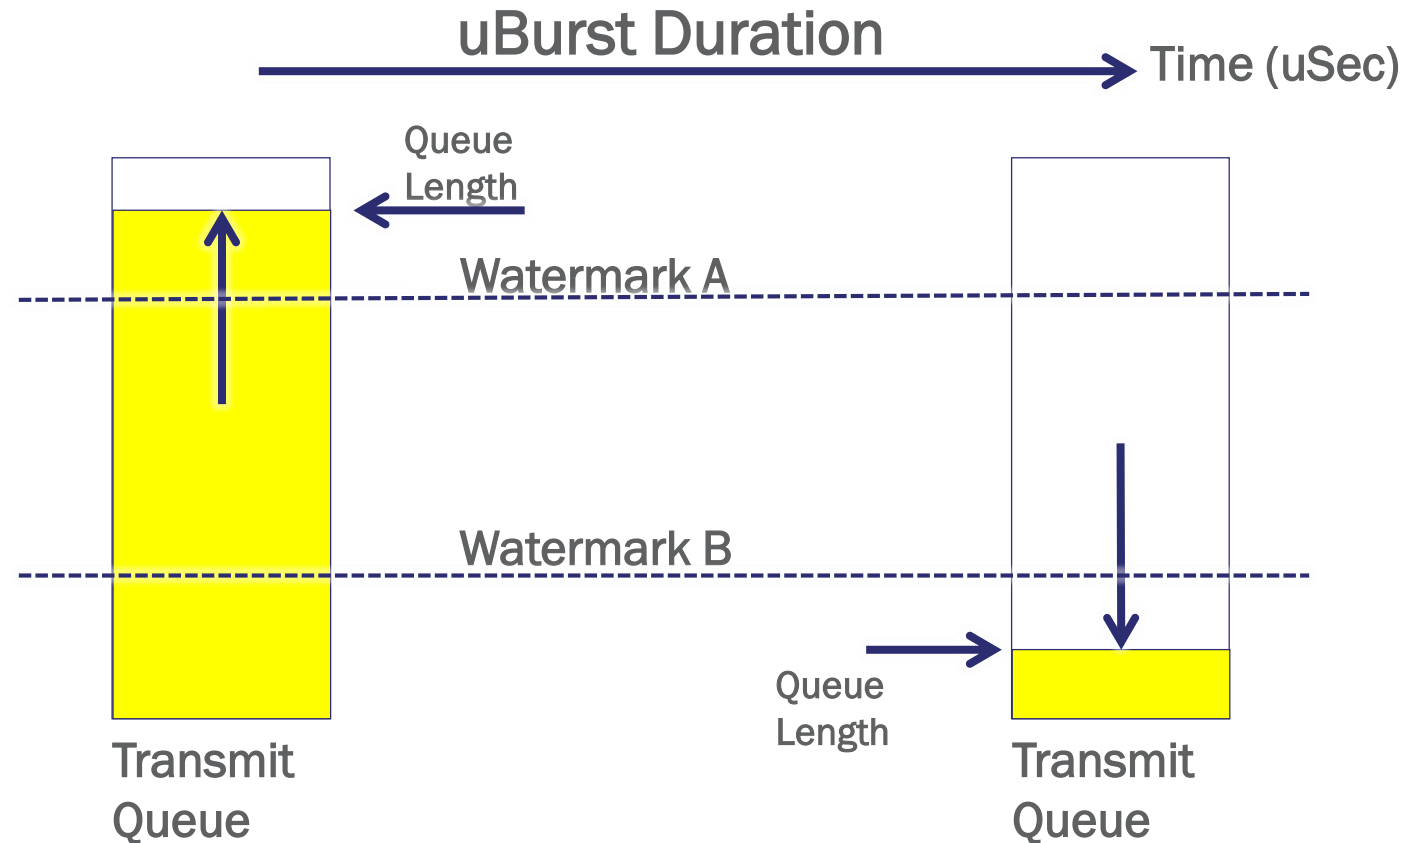 uBurst Duration
Time (uSec)
Queue
Length
Watermark A
Watermark B
Queue
Length
Transmit
Queue
Transmit
Queue